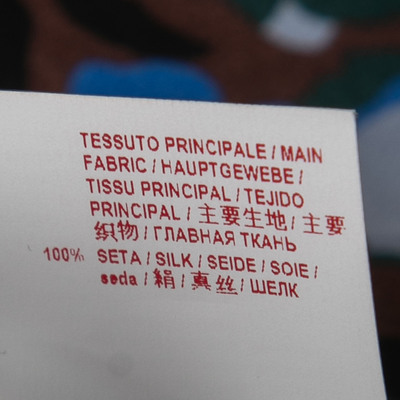 TESSUTO PRINCIPALE / MAIN
FABRIC / HAUPTGEWEBE /
TISSU PRINCIPAL / TEJIDO
PRINCIPAL / 主要生地 / 主要
织物 / ГЛАВНАЯ ТКАНЬ
100% SETA / SILK / SEIDE / SOIE /
seda / 絹 / 真丝 / ШЕЛК